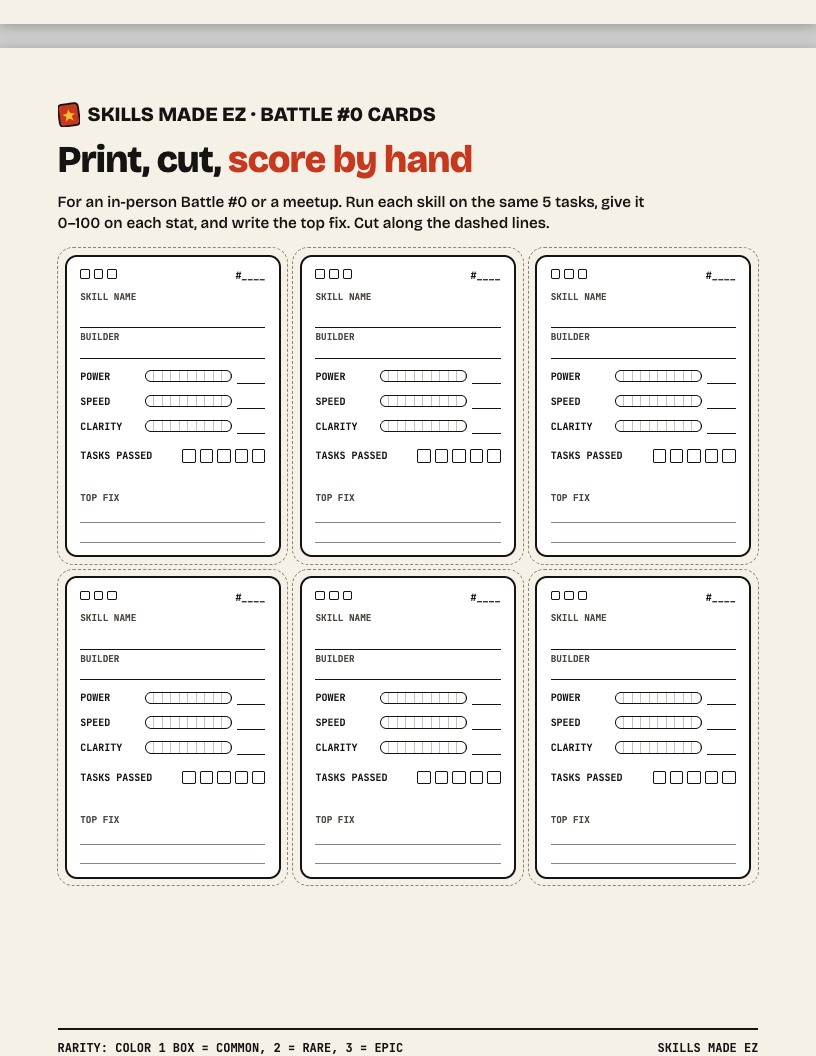 SKILLS MADE EZ · BATTLE #0 CARDS
Print, cut, score by hand
For an in-person Battle #0 or a meetup. Run each skill on the same 5 tasks, give it
0–100 on each stat, and write the top fix. Cut along the dashed lines.
#____ #____ #____
SKILL NAME SKILL NAME SKILL NAME
BUILDER BUILDER BUILDER
POWER POWER POWER
SPEED SPEED SPEED
CLARITY CLARITY CLARITY
TASKS PASSED TASKS PASSED TASKS PASSED
TOP FIX TOP FIX TOP FIX
#____ #____ #____
SKILL NAME SKILL NAME SKILL NAME
BUILDER BUILDER BUILDER
POWER POWER POWER
SPEED SPEED SPEED
CLARITY CLARITY CLARITY
TASKS PASSED TASKS PASSED TASKS PASSED
TOP FIX TOP FIX TOP FIX
RARITY: COLOR 1 BOX = COMMON, 2 = RARE, 3 = EPIC SKILLS MADE EZ